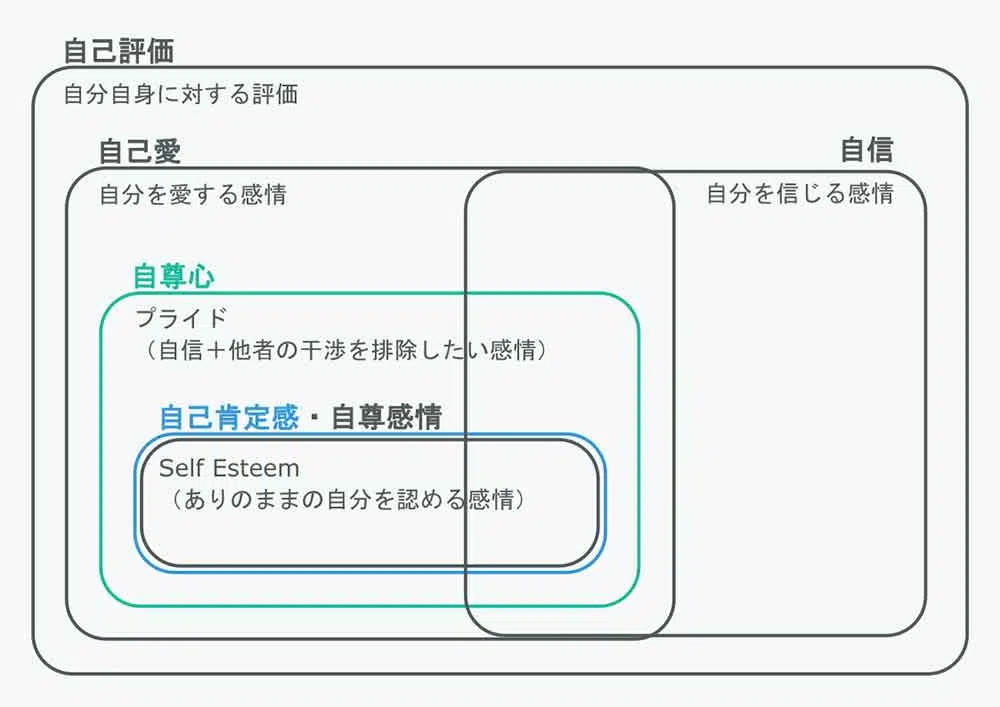 自己評価
自分自身に対する評価
自己愛
自信
自分を愛する感情
自分を信じる感情
自尊心
プライド
（自信＋他者の干渉を排除したい感情）
自己肯定感・自尊感情
Self Esteem
（ありのままの自分を認める感情）